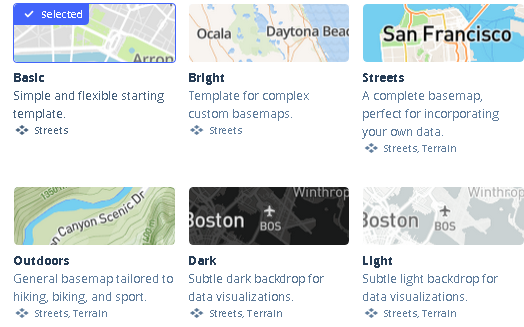 Selected
Arron
Ocala
Daytona Beac
San Francisco
Basic
Simple and flexible starting
template.
Streets
Bright
Template for complex
custom basemaps.
Streets
Streets
A complete basemap,
perfect for incorporating
your own data.
Streets, Terrain
1350
n Canyon Scenic Dr
Winthrop
Boston
BOS
Winthrop
Boston
BOS
Outdoors
General basemap tailored to
hiking, biking, and sport.
Streets, Terrain
Dark
Subtle dark backdrop for
data visualizations.
Streets, Terrain
Light
Subtle light backdrop for
data visualizations.
Streets, Terrain